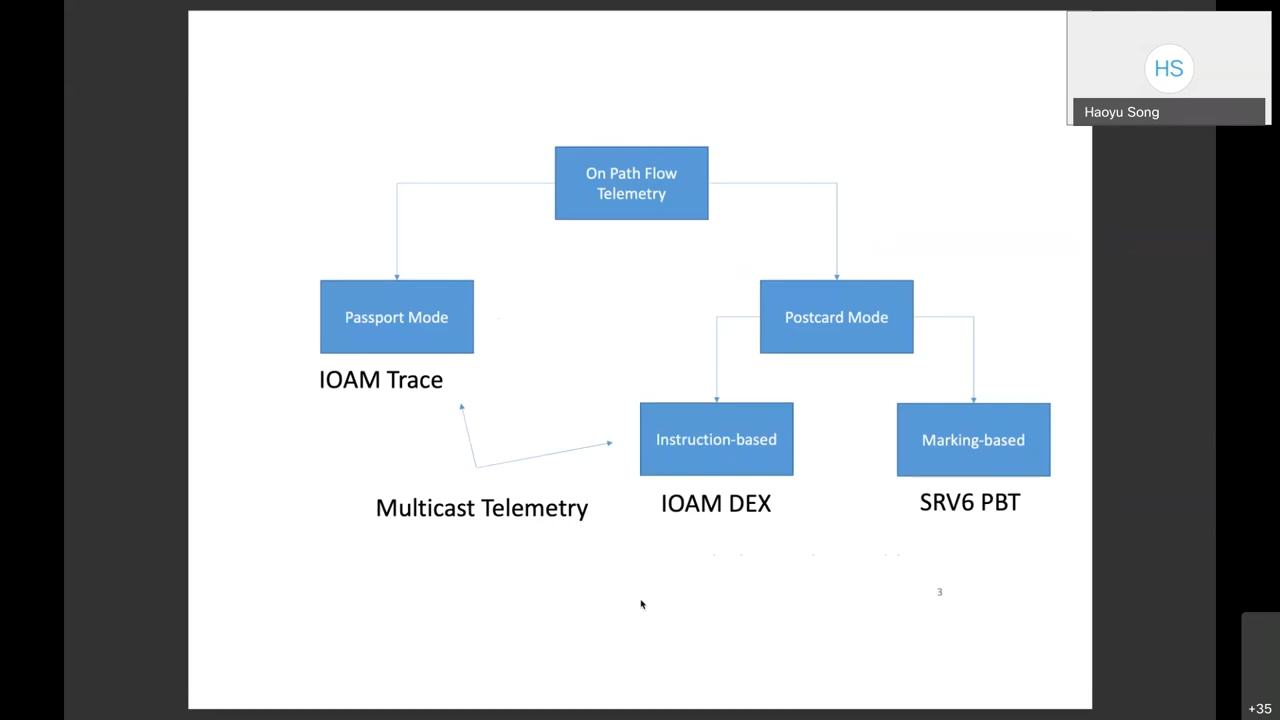 HS
Haoyu Song
On Path Flow
Telemetry
Passport Mode
Postcard Mode
IOAM Trace
Instruction-based
Marking-based
Multicast Telemetry
IOAM DEX
SRV6 PBT
3
+35